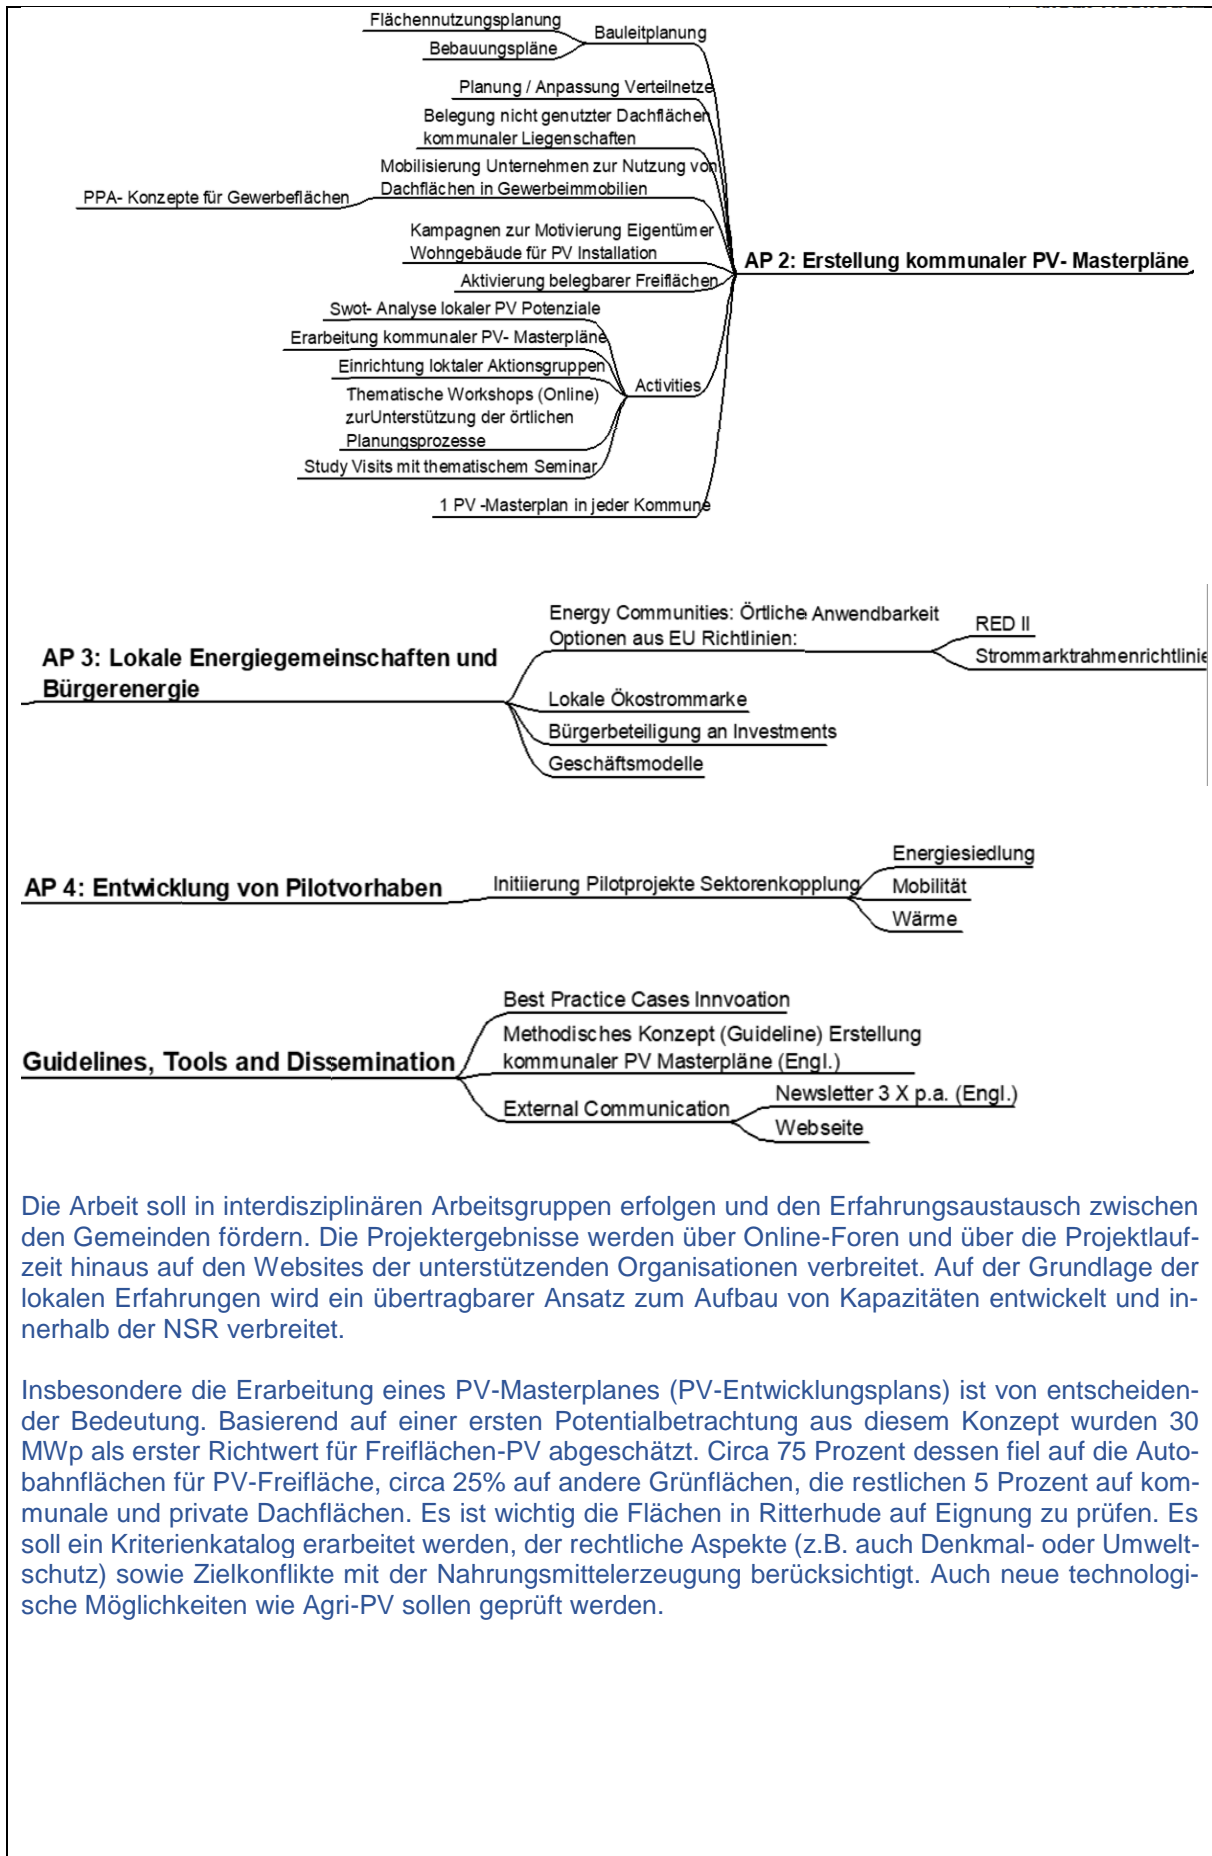 Flächennutzungsplanung
Bebauungspläne
Bauleitplanung
Planung / Anpassung Verteilnetze
Belegung nicht genutzter Dachflächen
kommunaler Liegenschaften
Mobilisierung Unternehmen zur Nutzung von
Dachflächen in Gewerbeimmobilien
PPA- Konzepte für Gewerbeflächen
Kampagnen zur Motivierung Eigentümer
Wohngebäude für PV Installation
AP 2: Erstellung kommunaler PV- Masterpläne
Aktivierung belegbarer Freiflächen
Swot- Analyse lokaler PV Potenziale
Erarbeitung kommunaler PV- Masterpläne
Einrichtung loktaler Aktionsgruppen
Activities
Thematische Workshops (Online)
zurUnterstützung der örtlichen
Planungsprozesse
Study Visits mit thematischem Seminar
1 PV -Masterplan in jeder Kommune
AP 3: Lokale Energiegemeinschaften und
Bürgerenergie
Energy Communities: Örtliche Anwendbarkeit
Optionen aus EU Richtlinien:
RED II
Strommarktrahmenrichtlinie
Lokale Ökostrommarke
Bürgerbeteiligung an Investments
Geschäftsmodelle
AP 4: Entwicklung von Pilotvorhaben
Initiierung Pilotprojekte Sektorenkopplung
Energiesiedlung
Mobilität
Wärme
Guidelines, Tools and Dissemination
Best Practice Cases Innvoation
Methodisches Konzept (Guideline) Erstellung
kommunaler PV Masterpläne (Engl.)
External Communication
Newsletter 3 X p.a. (Engl.)
Webseite
Die Arbeit soll in interdisziplinären Arbeitsgruppen erfolgen und den Erfahrungsaustausch zwischen
den Gemeinden fördern. Die Projektergebnisse werden über Online-Foren und über die Projektlauf-
zeit hinaus auf den Websites der unterstützenden Organisationen verbreitet. Auf der Grundlage der
lokalen Erfahrungen wird ein übertragbarer Ansatz zum Aufbau von Kapazitäten entwickelt und in-
nerhalb der NSR verbreitet.
Insbesondere die Erarbeitung eines PV-Masterplanes (PV-Entwicklungsplans) ist von entscheiden-
der Bedeutung. Basierend auf einer ersten Potentialbetrachtung aus diesem Konzept wurden 30
MWp als erster Richtwert für Freiflächen-PV abgeschätzt. Circa 75 Prozent dessen fiel auf die Auto-
bahnflächen für PV-Freifläche, circa 25% auf andere Grünflächen, die restlichen 5 Prozent auf kom-
munale und private Dachflächen. Es ist wichtig die Flächen in Ritterhude auf Eignung zu prüfen. Es
soll ein Kriterienkatalog erarbeitet werden, der rechtliche Aspekte (z.B. auch Denkmal- oder Umwelt-
schutz) sowie Zielkonflikte mit der Nahrungsmittelerzeugung berücksichtigt. Auch neue technologi-
sche Möglichkeiten wie Agri-PV sollen geprüft werden.